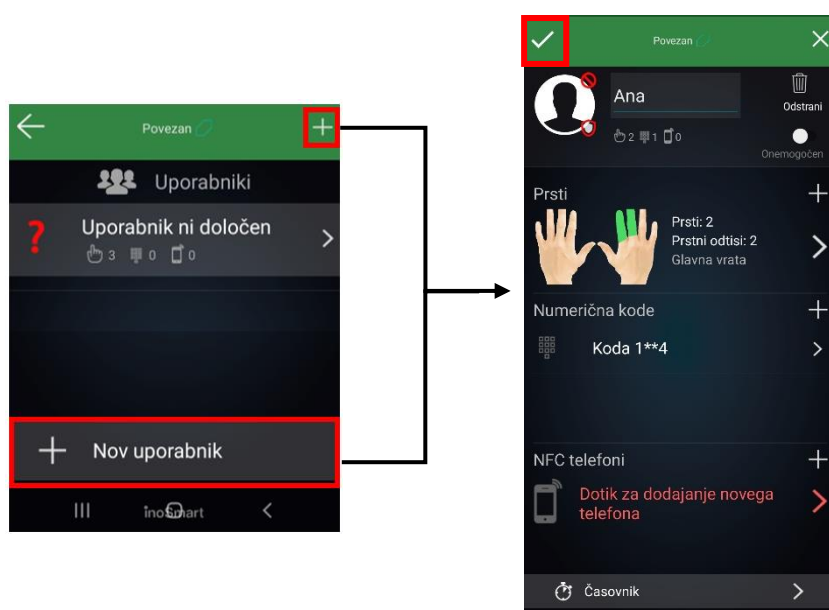 Povezan
Uporabniki
?
Uporabnik ni določen
3 0 0
Nov uporabnik
inoSmart
Povezan
Ana
Odstrani
2 1 0
Onemogočen
Prsti
Prsti: 2
Prstni odtisi: 2
Glavna vrata
Numerična kode
Koda 1**4
NFC telefoni
Dotik za dodajanje novega
telefona
Časovnik